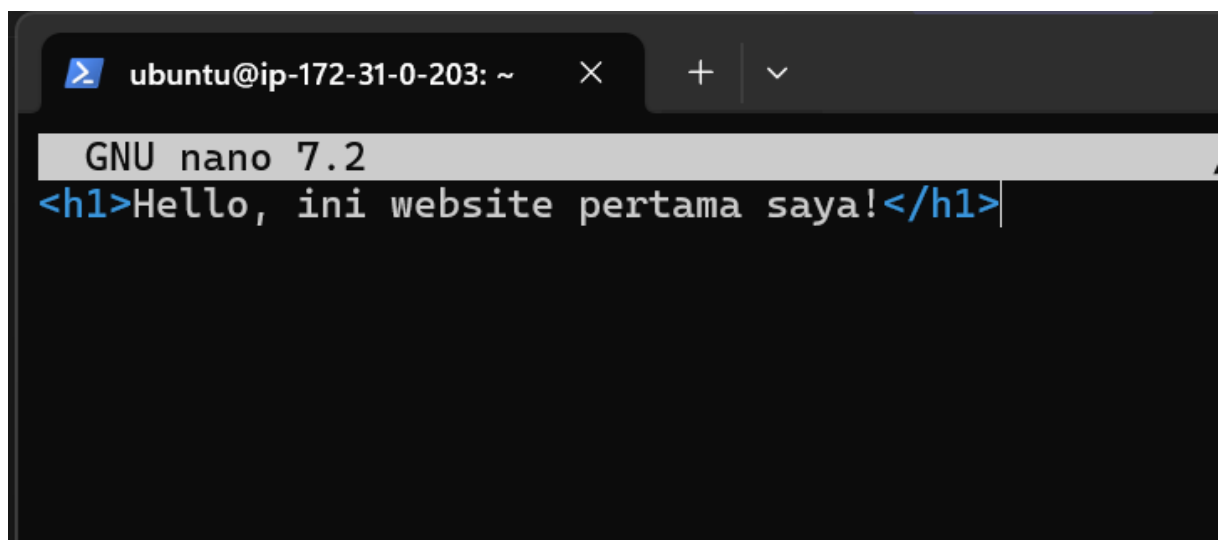 ubuntu@ip-172-31-0-203: ~
GNU nano 7.2
<h1>Hello, ini website pertama saya!</h1>